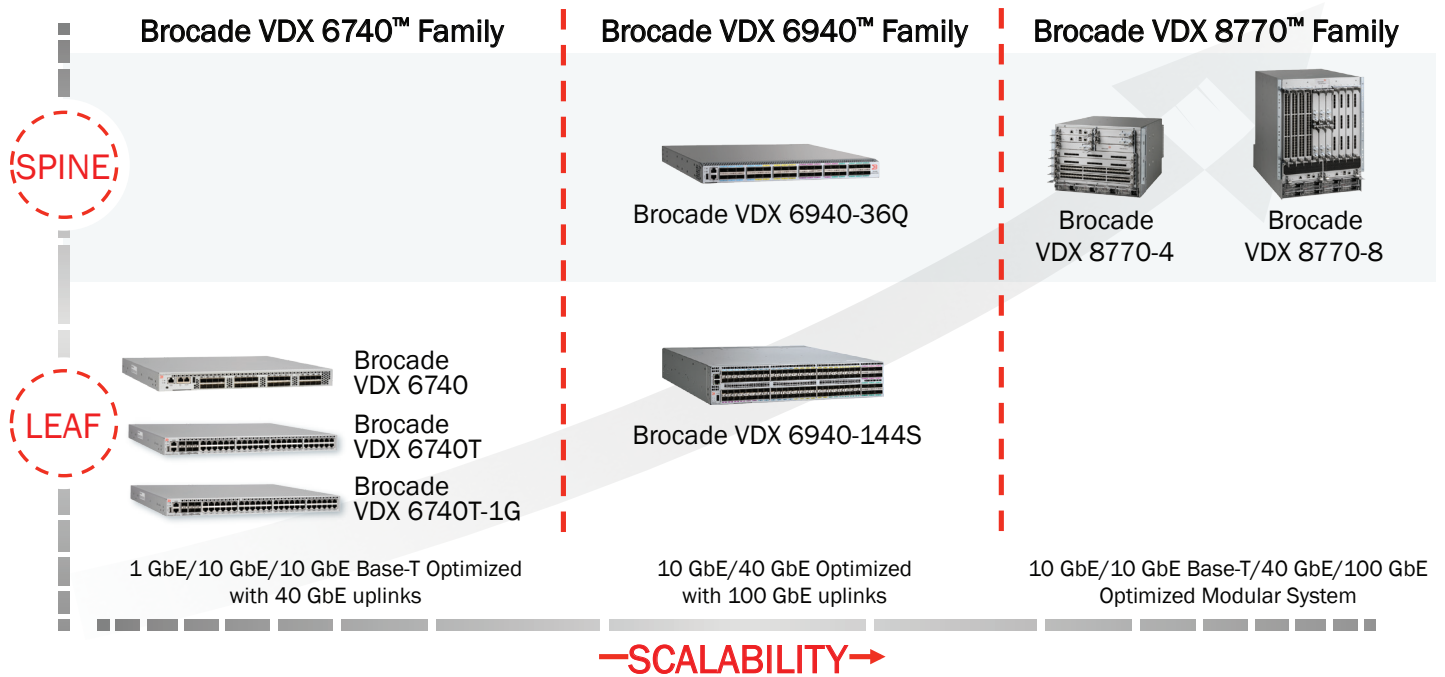 Brocade VDX 6740™ Family
Brocade VDX 6940™ Family
Brocade VDX 8770™ Family
SPINE
Brocade VDX 6940-36Q
Brocade
VDX 8770-4
Brocade
VDX 8770-8
LEAF
Brocade
VDX 6740
Brocade
VDX 6740T
Brocade
VDX 6740T-1G
Brocade VDX 6940-144S
1 GbE/10 GbE/10 GbE Base-T Optimized
with 40 GbE uplinks
10 GbE/40 GbE Optimized
with 100 GbE uplinks
10 GbE/10 GbE Base-T/40 GbE/100 GbE
Optimized Modular System
SCALABILITY